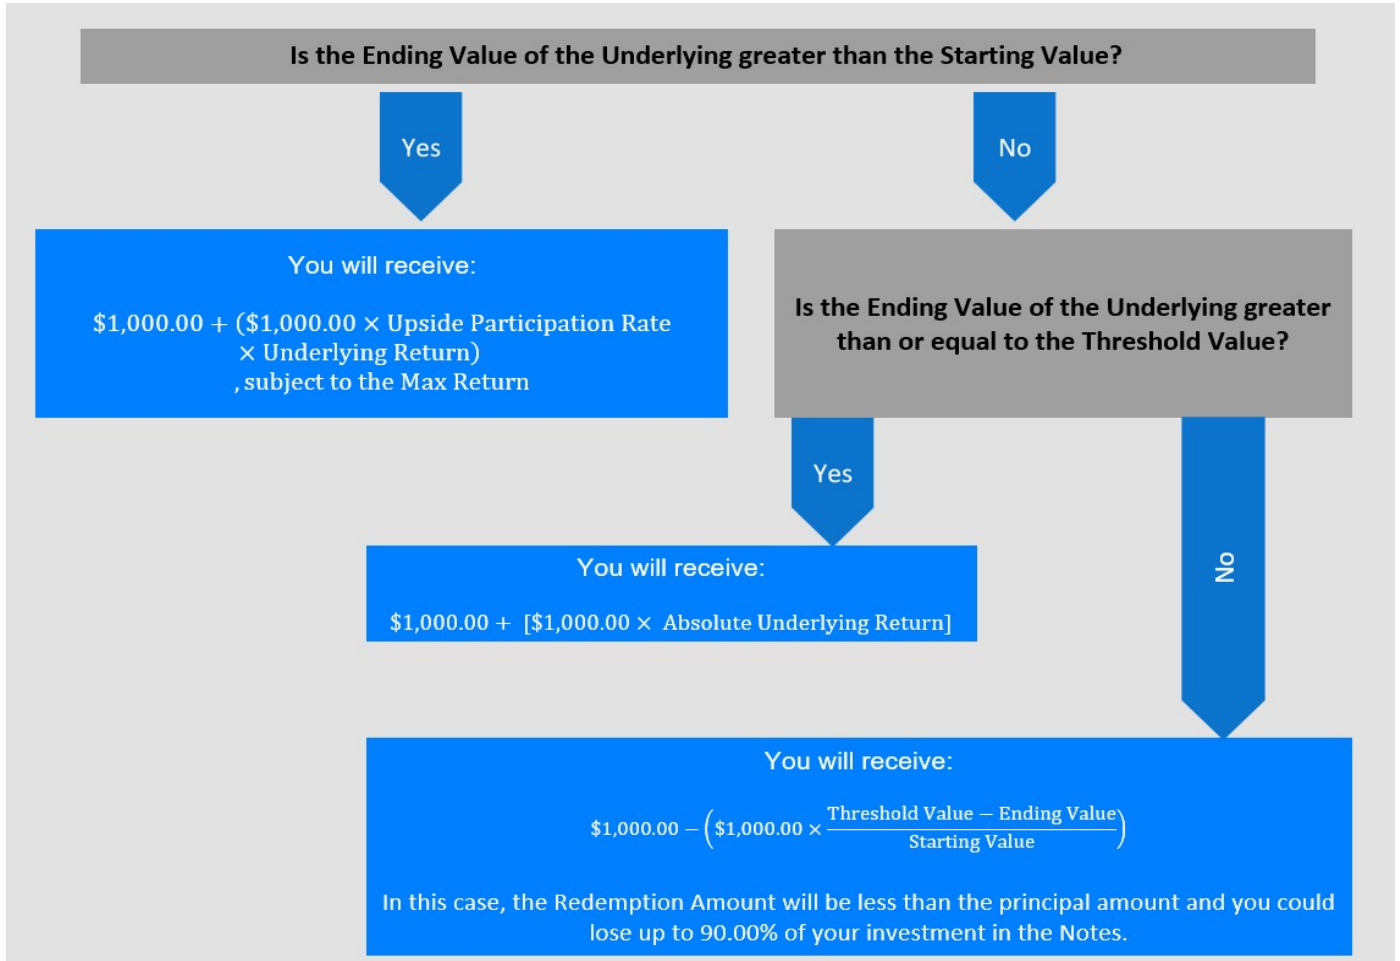 Is the Ending Value of the Underlying greater than the Starting Value?
Yes
No
You will receive:
$1,000.00 + ($1,000.00 × Upside Participation Rate
× Underlying Return)
, subject to the Max Return
Is the Ending Value of the Underlying greater
than or equal to the Threshold Value?
Yes
No
You will receive:
$1,000.00 + [$1,000.00 × Absolute Underlying Return]
You will receive:
$1,000.00 − ($1,000.00 × Threshold Value − Ending Value / Starting Value)
In this case, the Redemption Amount will be less than the principal amount and you could
lose up to 90.00% of your investment in the Notes.